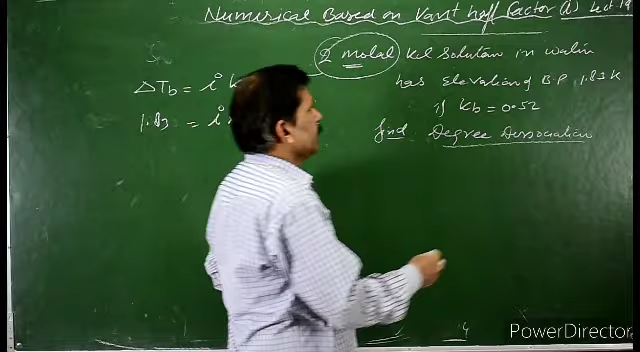 Numerical Based on Vant hoff Factor (i) Lect 19
2 molal Kcl Solution in water
has Elevation of B.P. 1.83 K
if Kb = 0.52
find Degree Dissociation
ΔTb = i K
1.83 = i
PowerDirector